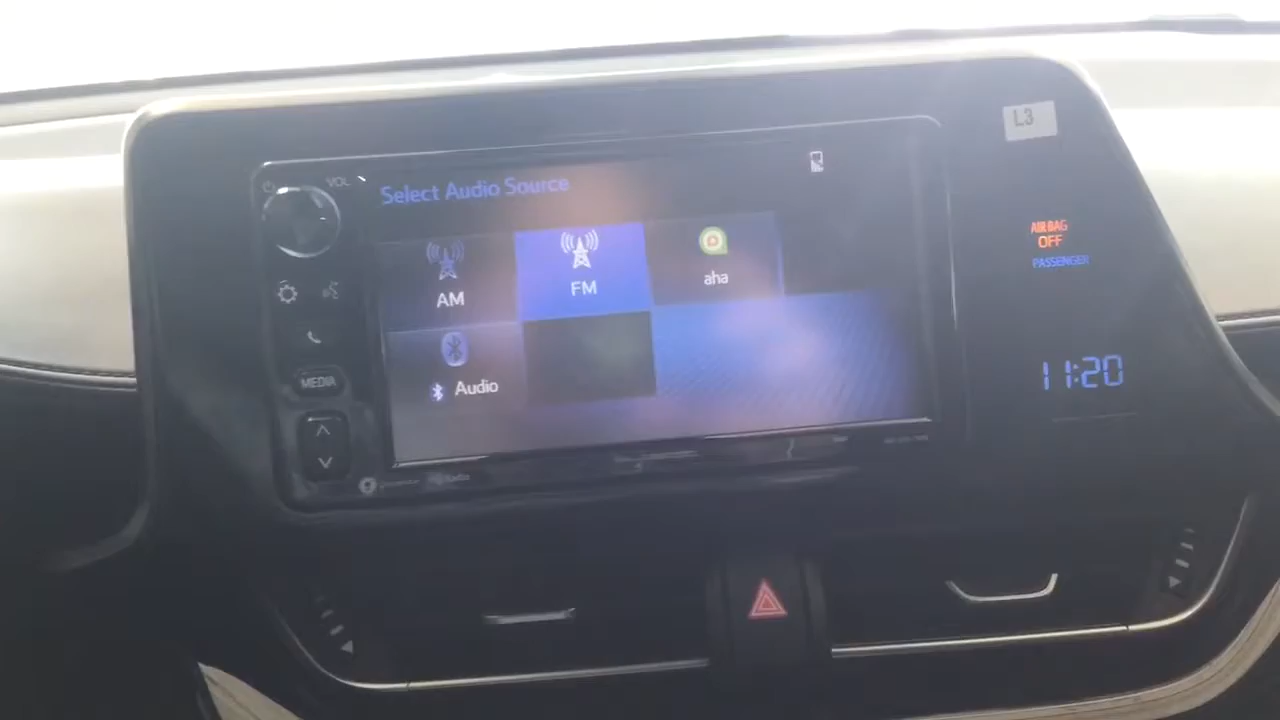 L3
VOL
Select Audio Source
AM
FM
aha
Audio
MEDIA
AIR BAG
OFF
PASSENGER
11:20